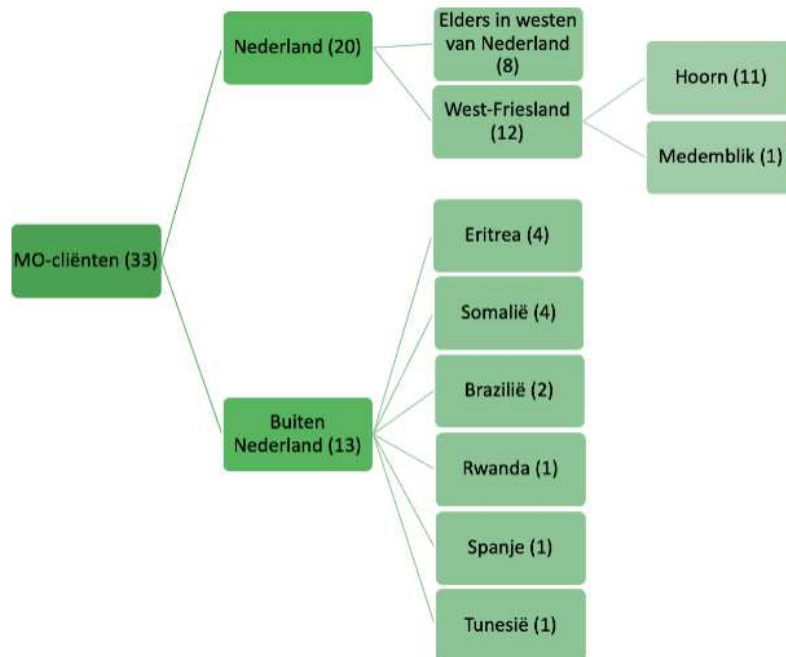 MO-cliënten (33)
Nederland (20)
Elders in westen
van Nederland
(8)
West-Friesland
(12)
Hoorn (11)
Medemblik (1)
Buiten
Nederland (13)
Eritrea (4)
Somalië (4)
Brazilië (2)
Rwanda (1)
Spanje (1)
Tunesië (1)